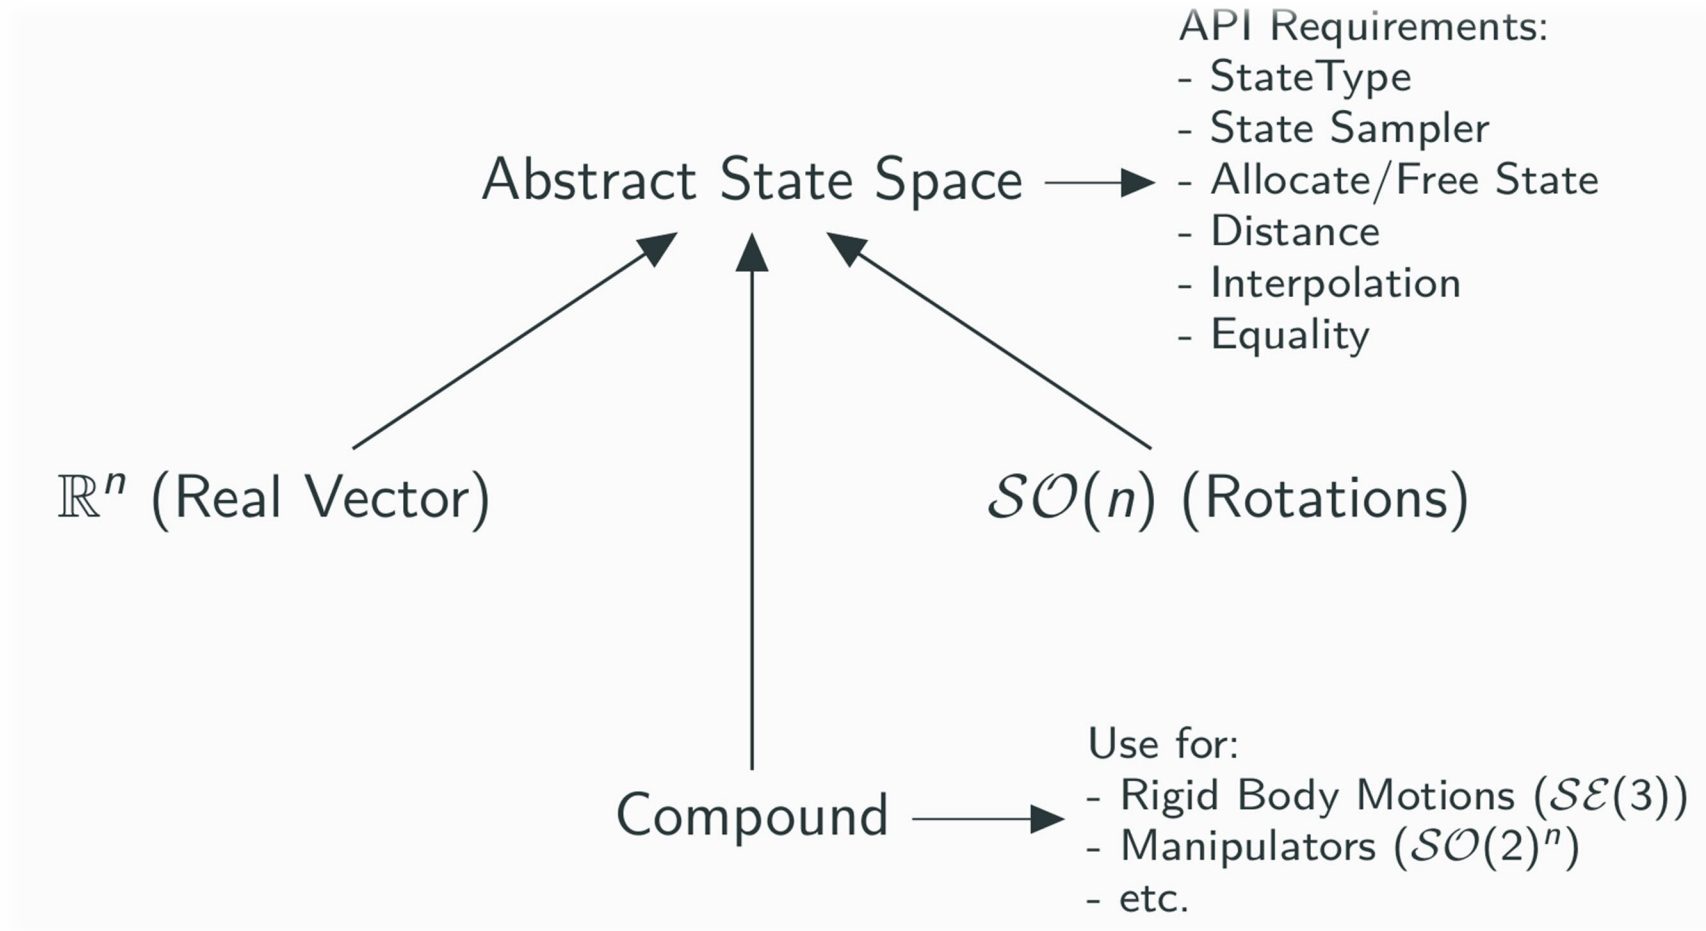 API Requirements:
- StateType
- State Sampler
Abstract State Space
- Allocate/Free State
- Distance
- Interpolation
- Equality
ℝⁿ (Real Vector)
𝒮𝒪(n) (Rotations)
Compound
Use for:
- Rigid Body Motions (𝒮ℰ(3))
- Manipulators (𝒮𝒪(2)ⁿ)
- etc.